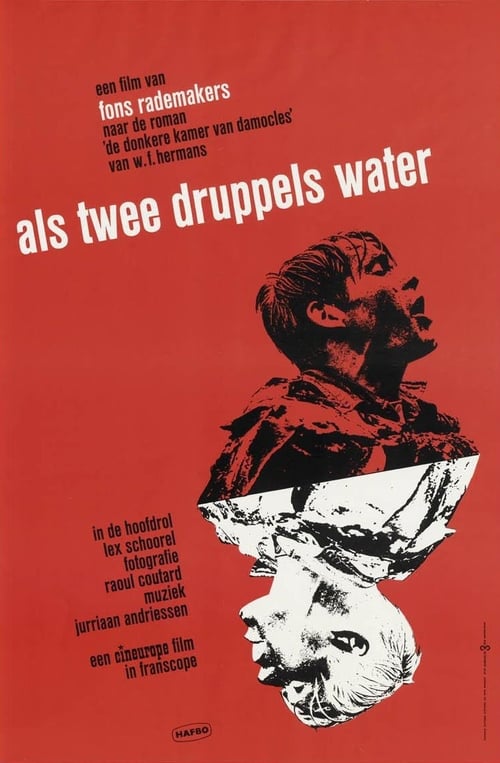 een film van
fons rademakers
naar de roman
'de donkere kamer van damocles'
van w.f. hermans
als twee druppels water
in de hoofdrol
lex schoorel
fotografie
raoul coutard
muziek
jurriaan andriessen
een cineurope film
in franscope
HAFBO